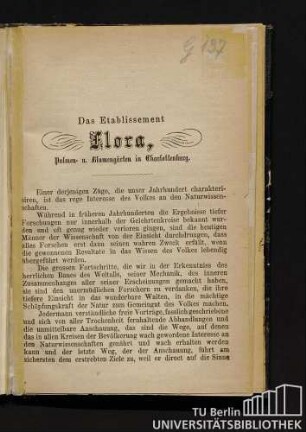 g 137
Das Etablissement
Flora,
Palmen- u. Blumengarten in Charlottenburg.
Einer derjenigen Züge, die unser Jahrhundert charakteri-
siren, ist das rege Interesse des Volkes an den Naturwissen-
schaften.
Während in früheren Jahrhunderten die Ergebnisse tiefer
Forschungen nur innerhalb der Gelehrtenkreise bekannt wur-
den und oft genug wieder verloren gingen, sind die heutigen
Männer der Wissenschaft von der Einsicht durchdrungen, dass
alles Forschen erst dann seinen wahren Zweck erfüllt, wenn
die gewonnenen Resultate in das Wissen des Volkes lebendig
übergeführt werden.
Die grossen Fortschritte, die wir in der Erkenntniss des
herrlichen Baues des Weltalls, seiner Mechanik, des inneren
Zusammenhanges aller seiner Erscheinungen gemacht haben,
sie sind den unermüdlichen Forschern zu verdanken, die ihre
tiefere Einsicht in das wunderbare Walten, in die mächtige
Schöpfungskraft der Natur zum Gemeingut des Volkes machen.
Jedermann verständliche freie Vorträge, fasslich geschriebene
und sich von aller Trockenheit fernhaltende Abhandlungen und
die unmittelbare Anschauung, das sind die Wege, auf denen
das in allen Kreisen der Bevölkerung wach gewordene Interesse an
den Naturwissenschaften genährt und wach erhalten werden
kann und der letzte Weg, der der Anschauung, führt am
sichersten dem erstrebten Ziele zu, weil er direct auf die Sinne
TU Berlin
UNIVERSITÄTSBIBLIOTHEK